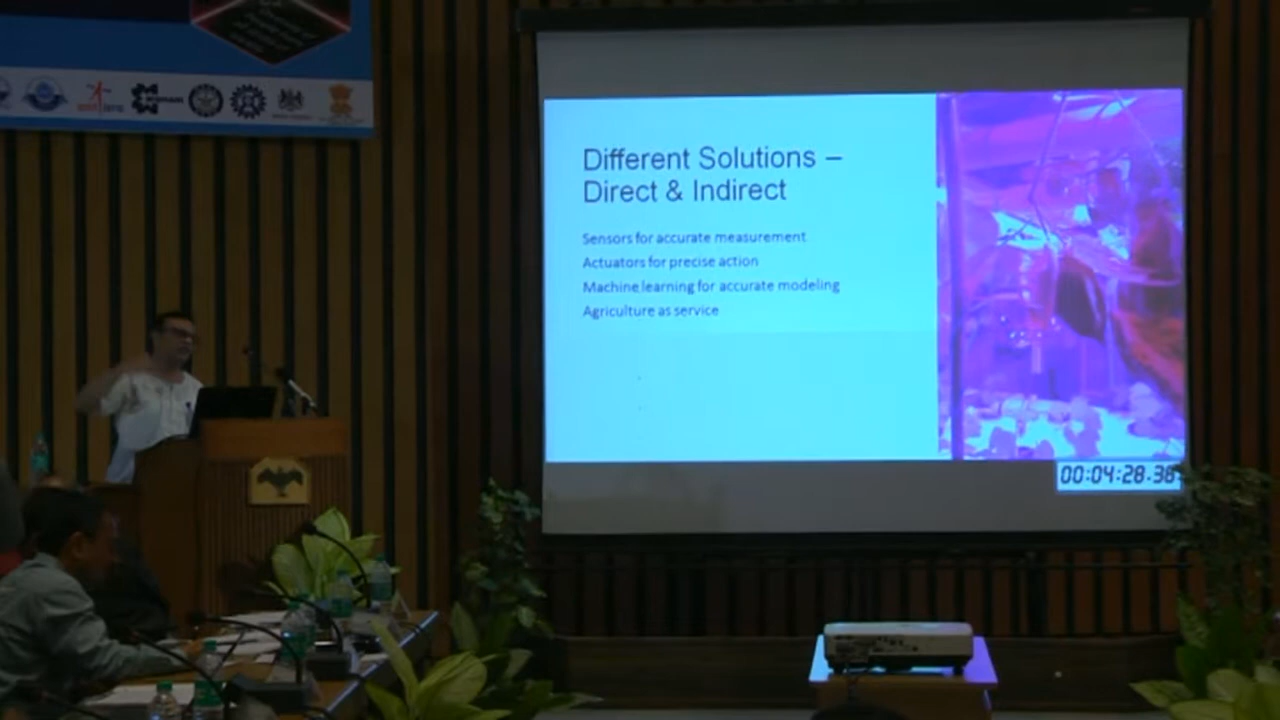 Different Solutions –
Direct & Indirect
Sensors for accurate measurement
Actuators for precise action
Machine learning for accurate modeling
Agriculture as service
00:04:28.38